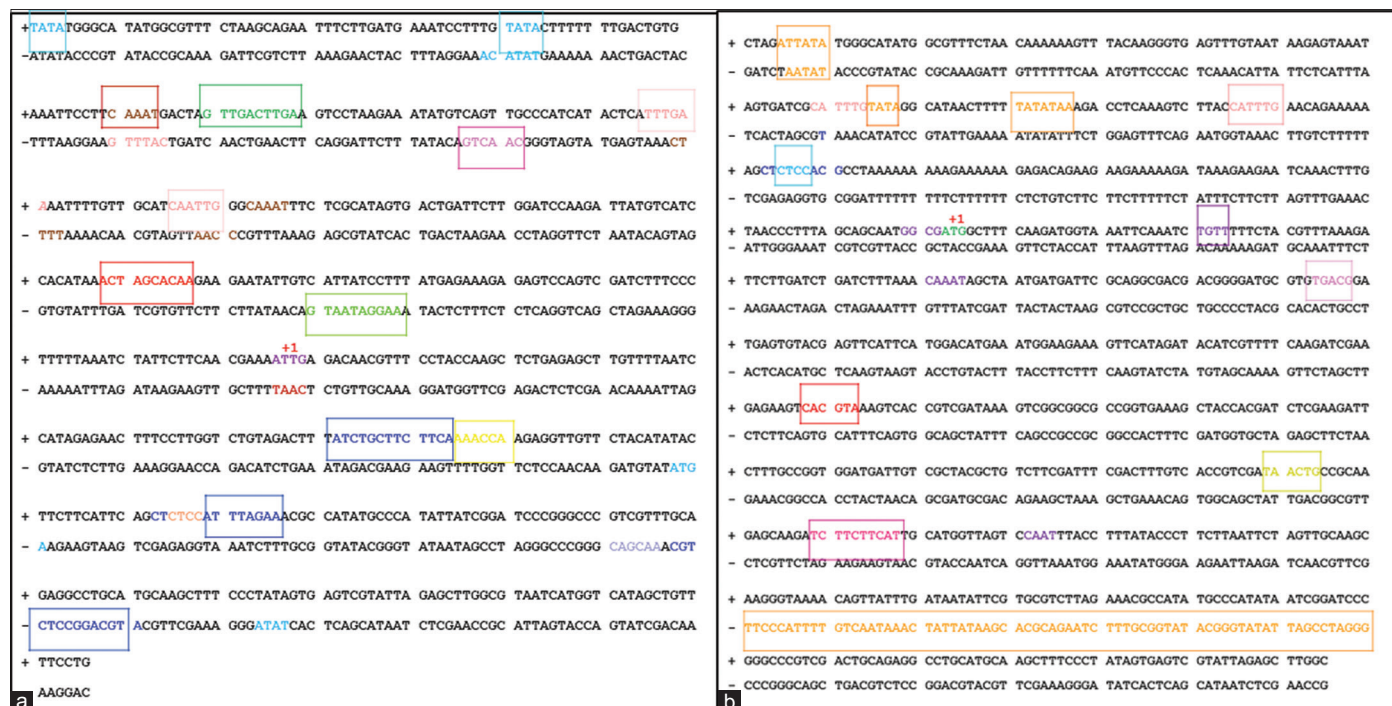 +TATATGGGCA TATGGCGTTT CTAAGCAGAA TTTCTTGATG AAATCCTTTG TATACTTTTT TTGACTGTG
-ATATACCCGT ATACCGCAAA GATTCGTCTT AAAGAACTAC TTTAGGAAAC ATATGAAAAA AACTGACTAC
+AAATTCCTTC AAATGACTAG TTGACTTGAA GTCCTAAGAA ATATGTCAGT TGCCCATCAT ACTCATTTGA
-TTTAAGGAAG TTTACTGATC AACTGAACTT CAGGATTCTT TATACAGTCA ACGGGTAGTA TGAGTAAACT
+ AAATTTTGTT GCATCAATTG GGCAAATTTC TCGCATAGTG ACTGATTCTT GGATCCAAGA TTATGTCATC
- TTTAAAACAA CGTAGTTAAC CCGTTTAAAG AGCGTATCAC TGACTAAGAA CCTAGGTTCT AATACAGTAG
+ CACATAAACT AGCACAAGAA GAATATTGTC ATTATCCTTT ATGAGAAAGA GAGTCCAGTC GATCTTTCCC
- GTGTATTTGA TCGTGTTCTT CTTATAACAG TAATAGGAAA TACTCTTTCT CTCAGGTCAG CTAGAAAGGG
+1
+ TTTTTAAATC TATTCTTCAAC GAAAATTGA GACAACGTTT CCTACCAAGC TCTGAGAGCT TGTTTTAATC
- AAAAATTTAG ATAAGAAGTT GCTTTTAACT CTGTTGCAAA GGATGGTTCG AGACTCTCGA ACAAAATTAG
+ CATAGAGAAC TTTCCTTGGT CTGTAGACTT TATCTGCTTC TTCAAAACCA AGAGGTTGTT CTACATATAC
- GTATCTCTTG AAAGGAACCA GACATCTGAA ATAGACGAAG AAGTTTTGGT TCTCCAACAA GATGTATATG
+ TTCTTCATTC AGCTCTCCAT TTAGAAACGC CATATGCCCA TATTATCGGA TCCCGGGCCC GTCGTTTGCA
- AAGAAGTAAG TCGAGAGGTA AATCTTTGCG GTATACGGGT ATAATAGCCT AGGGCCCGGG CAGCAAACGT
+ GAGGCCTGCA TGCAAGCTTT CCCTATAGTG AGTCGTATTA GAGCTTGGCG TAATCATGGT CATAGCTGTT
- CTCCGGACGT ACGTTCGAAA GGGATATCAC TCAGCATAAT CTCGAACCGC ATTAGTACCA GTATCGACAA
+ TTTCCTG
- AAGGAC
a
+ CTAGATTATA TGGGCATATG GCGTTTCTAAC CAAAAAAGTT TACAAGGGTG AGTTTGTAAT AAGAGTAAAT
- GATCTAATAT ACCCGTATAC CGCAAAGATT GTTTTTTCAA ATGTTCCCACT CAAACATTA TTCTCATTTA
+ AGTGATCGCA TTTGTATAGG CATAACTTTT TATATAAAGA CCTCAAAGTC TTACCATTTG AACAGAAAAA
- TCACTAGCGT AAACATATCC GTATTGAAAA ATATATTTCT GGAGTTTCAG AATGGTAAAC TTGTCTTTTT
+ AGCTCTCCAC GCCTAAAAAA AAAGAAAAAA GAGACAGAAG AAGAAAAAGA TAAAGAAGAA TCAAACTTTG
- TCGAGAGGTG CGGATTTTTT TTTCTTTTTT CTCTGTCTTC TTCTTTTTCT ATTTCTTCTT AGTTTGAAAC
+1
+ TAACCCTTTA GCAGCAATGG CGATGGCTTT CAAGATGGTA AATTCAAATC TGTTTTTCTA CGTTTAAAGA
- ATTGGGAAAT CGTCGTTACC GCTACCGAAA GTTCTACCAT TTAAGTTTAG ACAAAAAGAT GCAAATTTCT
+ TTCTTGATCT GATCTTTAAA CAAATAGCTA ATGATGATTC GCAGGCGACG ACGGGGATGC GTGTGACGGA
- AAGAACTAGA CTAGAAATTT GTTTATCGAT TACTACTAAG CGTCCGCTGC TGCCCCTACG CACACTGCCT
+ TGAGTGTACG AGTTCATTCA TGGACATGAA ATGGAAGAAA GTTCATAGAT ACATCGTTTT CAAGATCGAA
- ACTCACATGC TCAAGTAAGT ACCTGTACTT TACCTTCTTT CAAGTATCTA TGTAGCAAAA GTTCTAGCTT
+ GAGAAGTCAC GTAAAGTCAC CGTCGATAAA GTCGGCGGCG CCGGTGAAAG CTACCACGAT CTCGAAGATT
- CTCTTCAGTG CATTTCAGTG GCAGCTATTT CAGCCGCCGC GGCCACTTTC GATGGTGCTA GAGCTTCTAA
+ CTTTGCCGGT GGATGATTGT CGCTACGCTG TCTTCGATTT CGACTTTGTC ACCGTCGATA ACTGCCGCAA
- GAAACGGCCA CCTACTAACA GCGATGCGAC AGAAGCTAAA GCTGAAACAG TGGCAGCTAT TGACGGCGTT
+ GAGCAAGATC TTCTTCATTG CATGGTTAGT CCAATTTACC TTTATACCCT TCTTAATTCT AGTTGCAAGC
- CTCGTTCTAG AAGAAGTAAC GTACCAATCA GGTTAAATGG AAATATGGGA AGAATTAAGA TCAACGTTCG
+ AAGGGTAAAA CAGTTATTTG ATAATATTCG TGCGTCTTAG AAACGCCATA TGCCCATATA ATCGGATCCC
- TTCCCATTTT GTCAATAAAC TATTATAAGC ACGCAGAATC TTTGCGGTAT ACGGGTATAT TAGCCTAGGG
+ GGGCCCGTCG ACTGCAGAGG CCTGCATGCA AGCTTTCCCT ATAGTGAGTC GTATTAGAGC TTGGC
- CCCGGGCAGC TGACGTCTCC GGACGTACGT TCGAAAGGGA TATCACTCAG CATAATCTCG AACCG
b